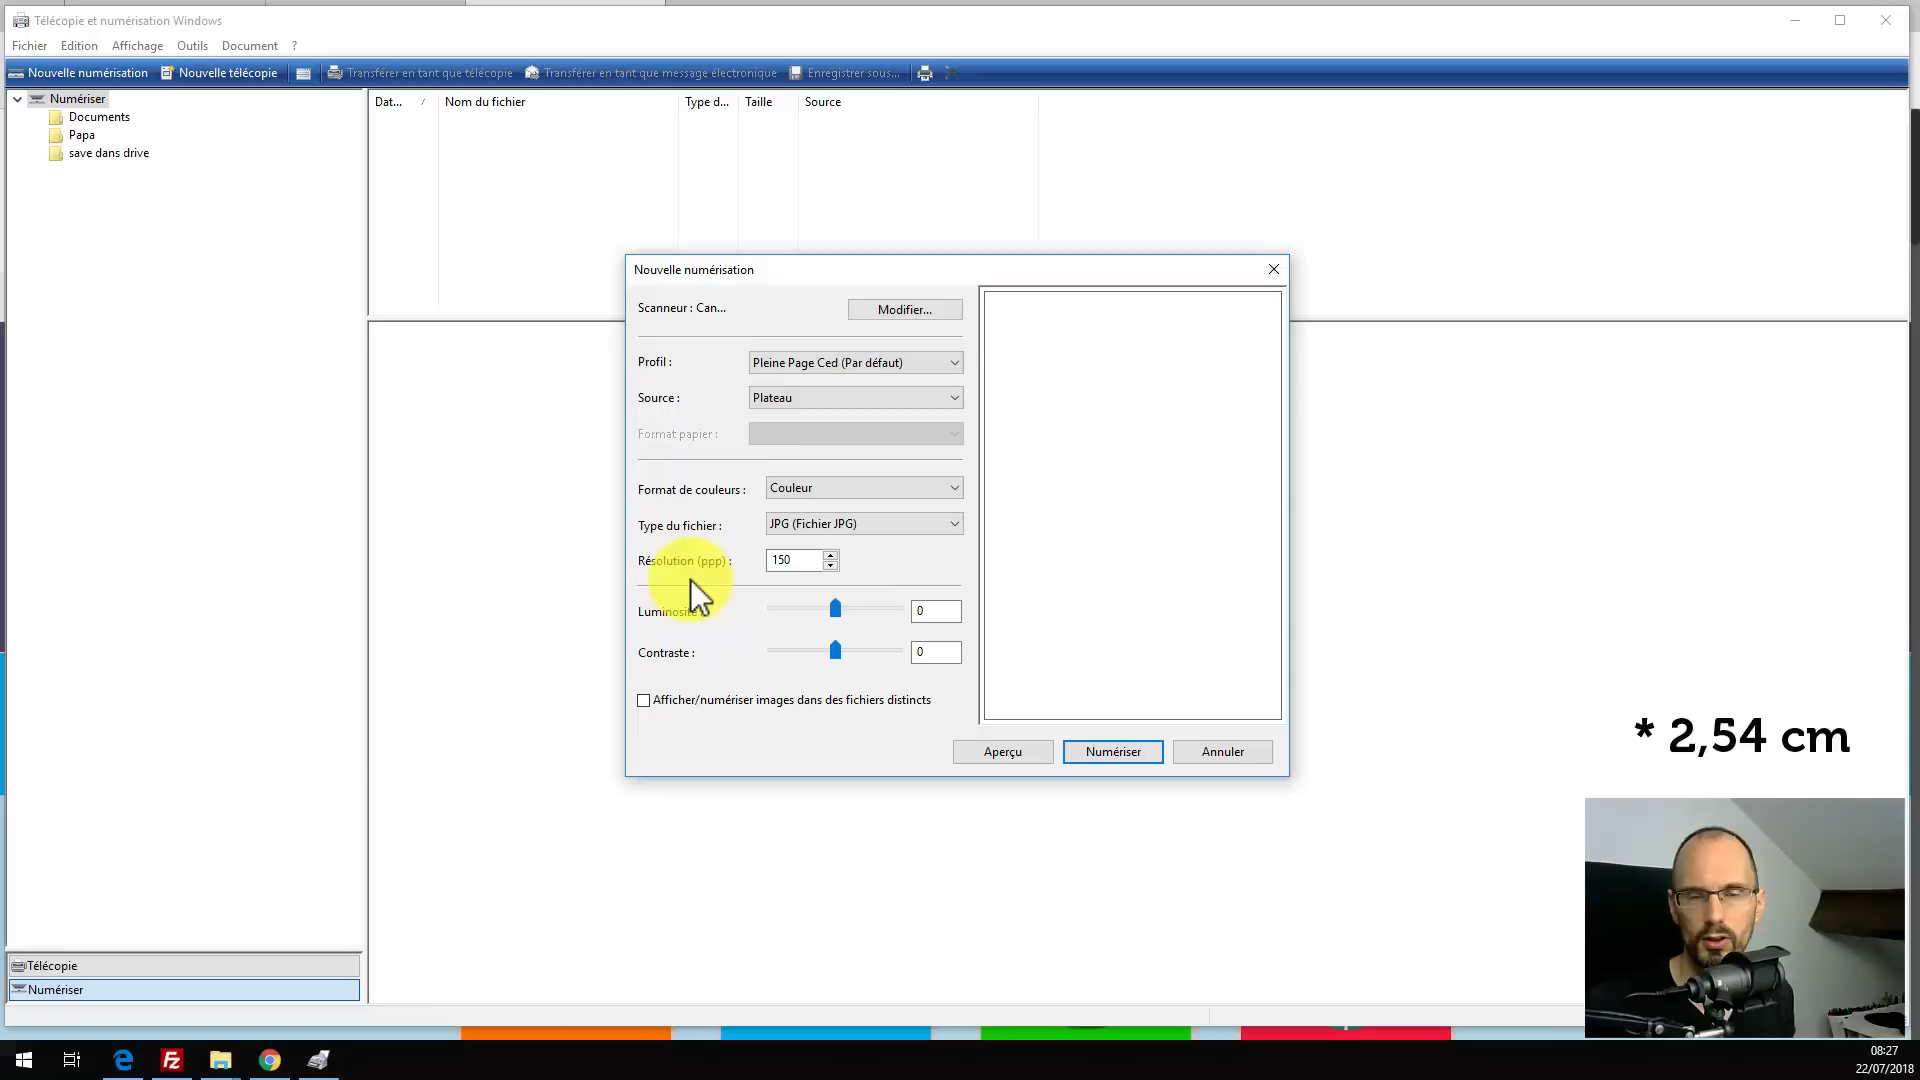 Télécopie et numérisation Windows
Fichier Edition Affichage Outils Document ?
Nouvelle numérisation Nouvelle télécopie Transférer en tant que télécopie Transférer en tant que message électronique Enregistrer sous...
Numériser
Documents
Papa
save dans drive
Dat... Nom du fichier Type d... Taille Source
Nouvelle numérisation
Scanneur : Can... Modifier...
Profil : Pleine Page Ced (Par défaut)
Source : Plateau
Format papier :
Format de couleurs : Couleur
Type du fichier : JPG (Fichier JPG)
Résolution (ppp) : 150
Luminosité 0
Contraste : 0
Afficher/numériser images dans des fichiers distincts
Aperçu Numériser Annuler
* 2,54 cm
Télécopie
Numériser
Fz
08:27
22/07/2018